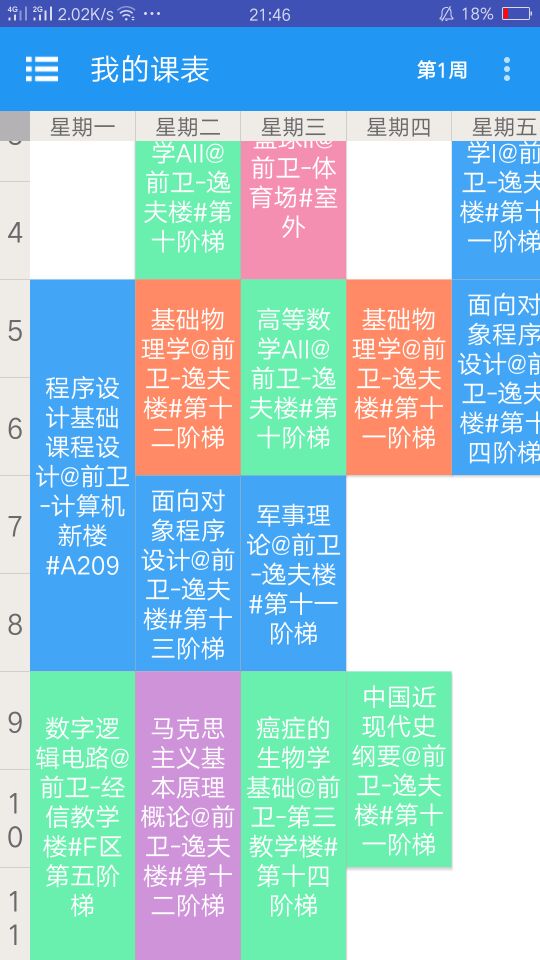 4G 2G 2.02K/s 21:46 18%
我的课表 第1周
星期一 星期二 星期三 星期四 星期五
学AII@
前卫-逸
夫楼#第
十阶梯
篮球II@
前卫-体
育场#室
外
学I@前
卫-逸夫
楼#第十
一阶梯
4
5
6
7
8
9
10
11
程序设
计基础
课程设
计@前卫
-计算机
新楼
#A209
基础物
理学@前
卫-逸夫
楼#第十
二阶梯
高等数
学AII@
前卫-逸
夫楼#第
十阶梯
基础物
理学@前
卫-逸夫
楼#第十
一阶梯
面向对
象程序
设计@前
卫-逸夫
楼#第十
四阶梯
面向对
象程序
设计@前
卫-逸夫
楼#第十
三阶梯
军事理
论@前卫
-逸夫楼
#第十一
阶梯
数字逻
辑电路@
前卫-经
信教学
楼#F区
第五阶
梯
马克思
主义基
本原理
概论@前
卫-逸夫
楼#第十
二阶梯
癌症的
生物学
基础@前
卫-第三
教学楼#
第十四
阶梯
中国近
现代史
纲要@前
卫-逸夫
楼#第十
一阶梯